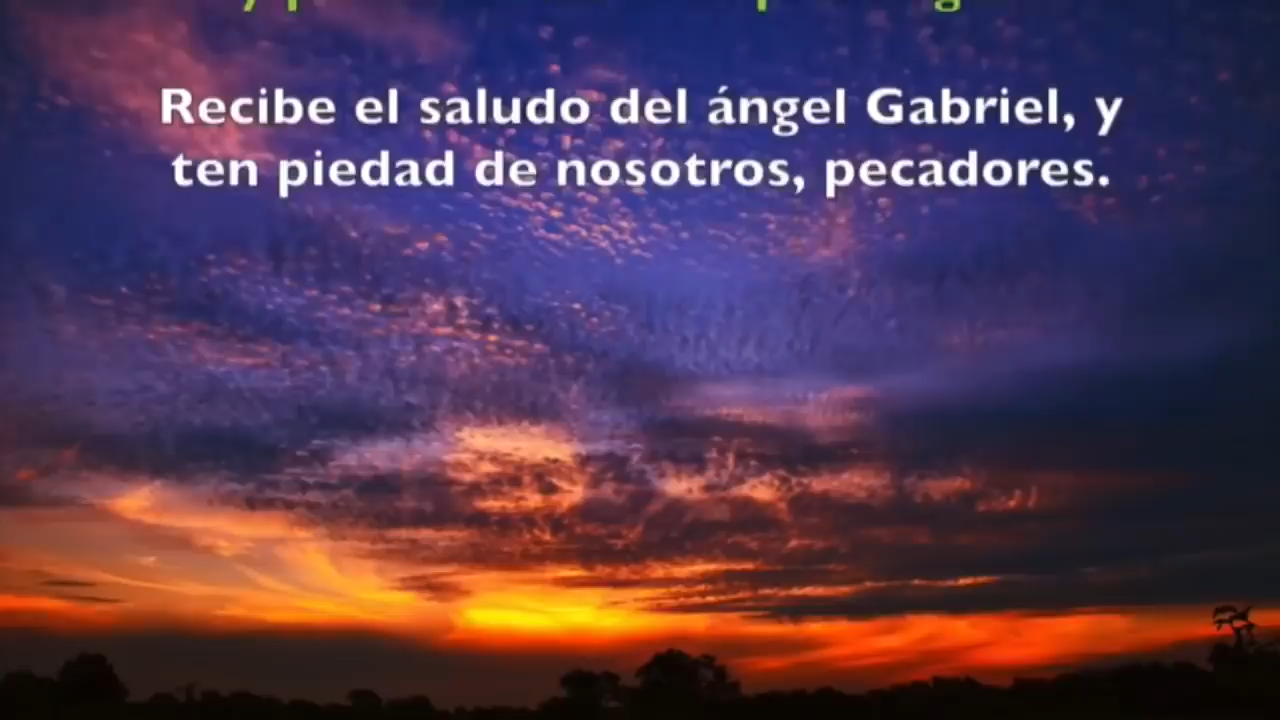 Recibe el saludo del ángel Gabriel, y
ten piedad de nosotros, pecadores.